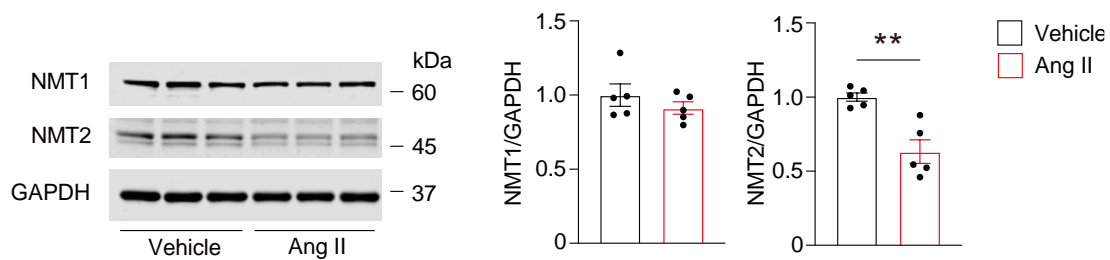 NMT1
NMT2
GAPDH
kDa
60
45
37
Vehicle
Ang II
NMT1/GAPDH
1.5
1.0
0.5
0
NMT2/GAPDH
1.5
1.0
0.5
0
**
Vehicle
Ang II